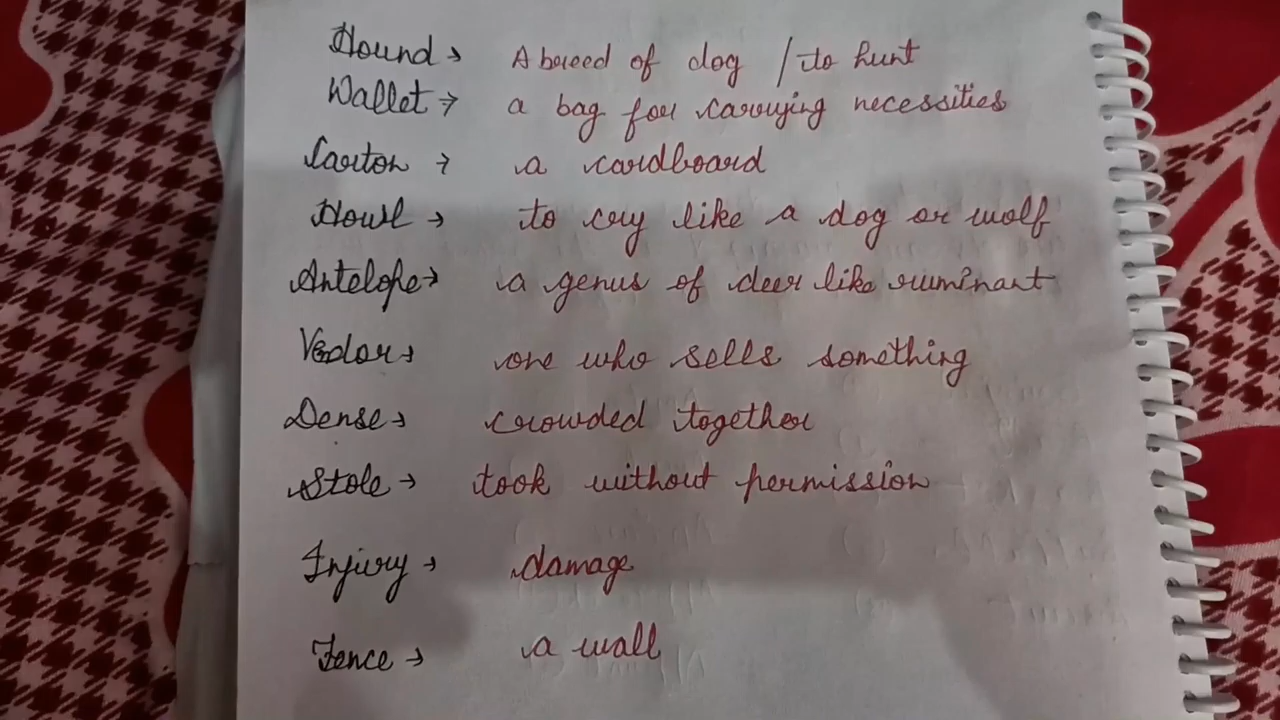 Hound → A breed of dog / to hunt
Wallet → a bag for carrying necessities
Carton → a cardboard
Howl → to cry like a dog or wolf
Antelope → a genus of deer like ruminant
Vendor → one who sells something
Dense → crowded together
Stole → took without permission
Injury → damage
Fence → a wall